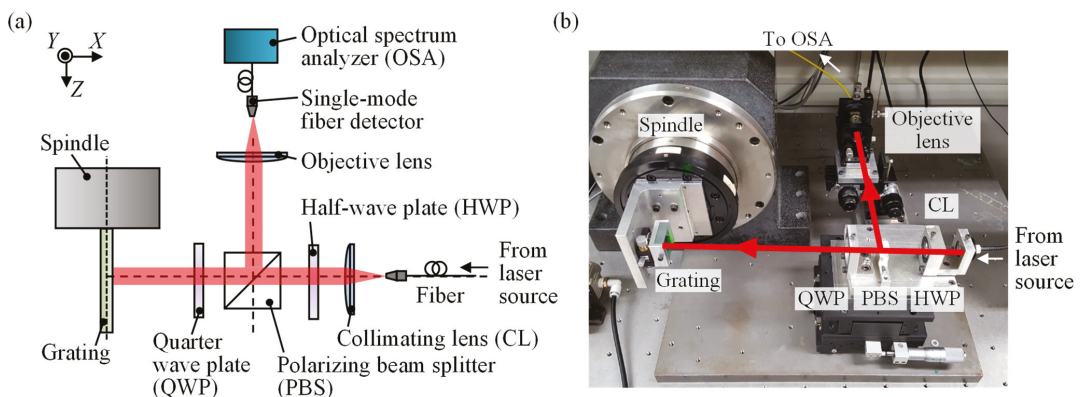 (a)
Y
X
Z
Optical spectrum
analyzer (OSA)
Single-mode
fiber detector
Spindle
Objective lens
Half-wave plate (HWP)
From
laser
source
Fiber
Grating
Quarter
wave plate
(QWP)
Collimating lens (CL)
Polarizing beam splitter
(PBS)
(b)
To OSA
Spindle
Objective
lens
CL
From
laser
source
Grating
QWP PBS HWP